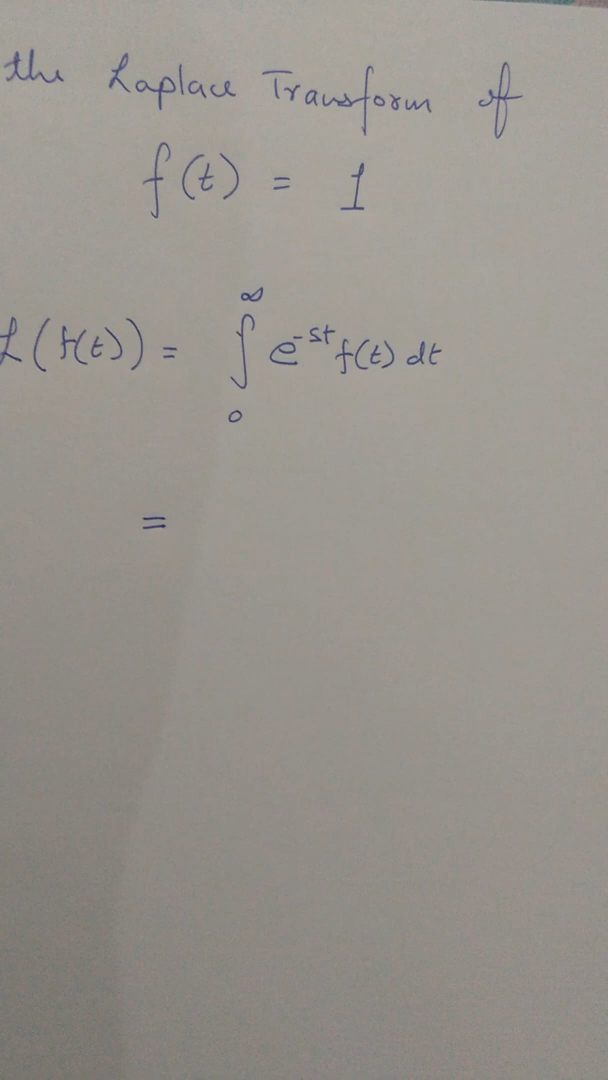 the Laplace Transform of
f(t) = 1
L(f(t)) = ∫₀^∞ e^-st f(t) dt
=